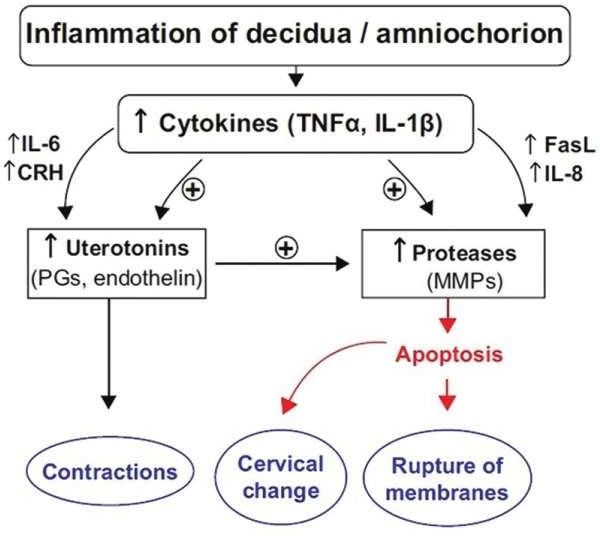 Inflammation of decidua / amniochorion
↑ Cytokines (TNFα, IL-1β)
↑IL-6
↑CRH
↑ FasL
↑IL-8
+
+
↑ Uterotonins
(PGs, endothelin)
+
↑ Proteases
(MMPs)
Apoptosis
Contractions
Cervical
change
Rupture of
membranes